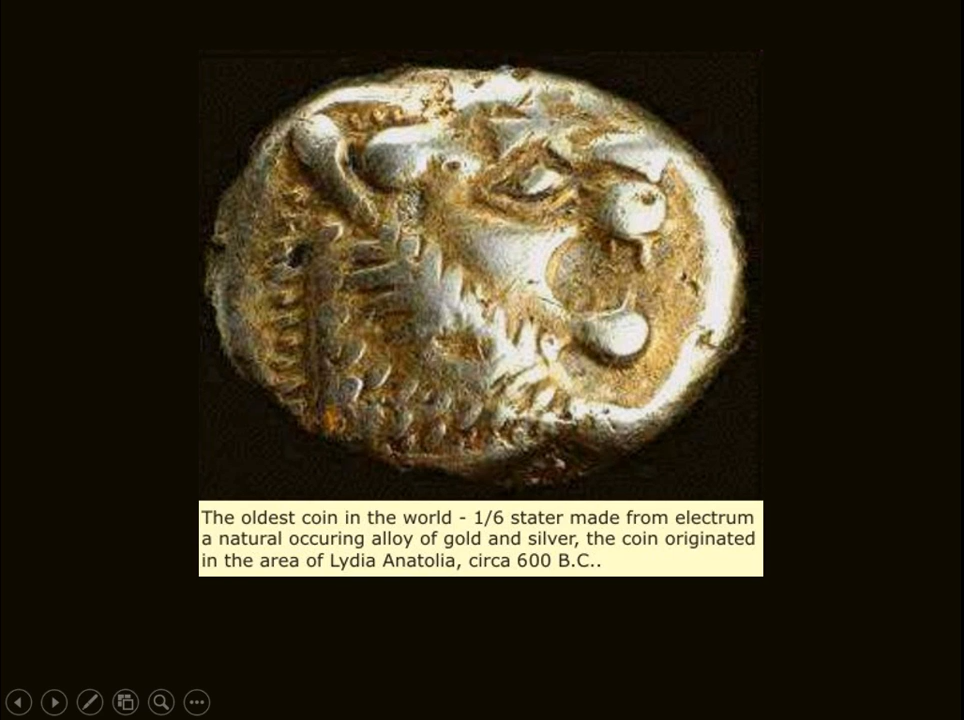 The oldest coin in the world - 1/6 stater made from electrum
a natural occuring alloy of gold and silver, the coin originated
in the area of Lydia Anatolia, circa 600 B.C..